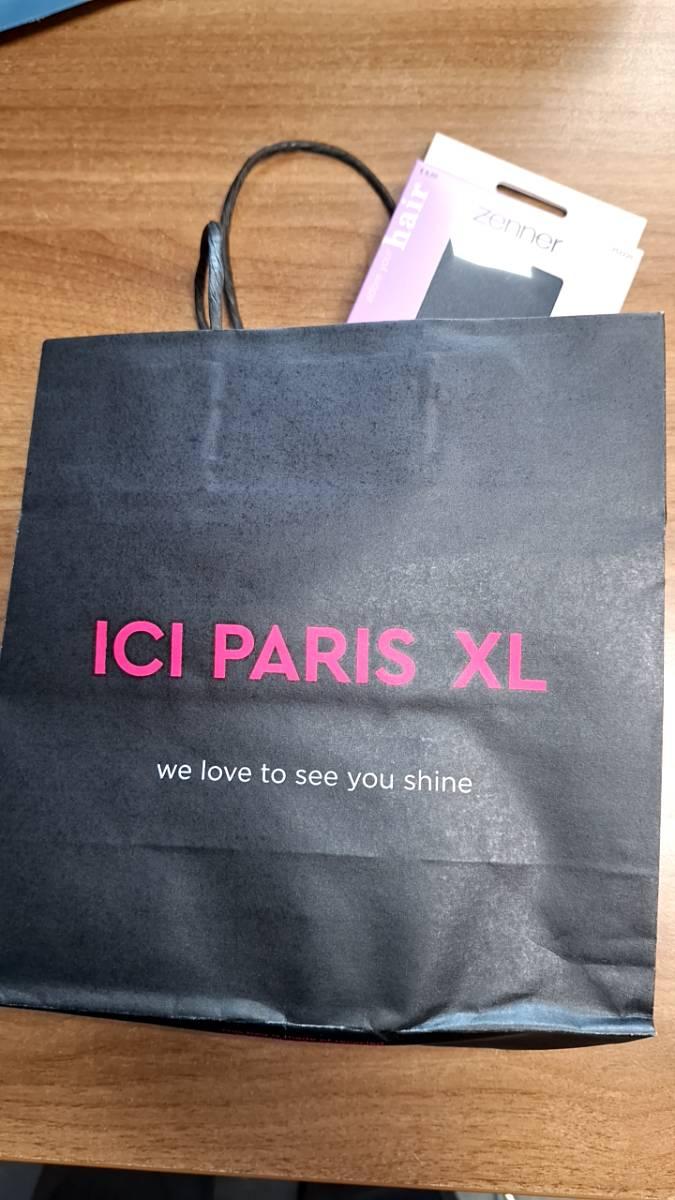 hair
zenner
ICI PARIS XL
we love to see you shine